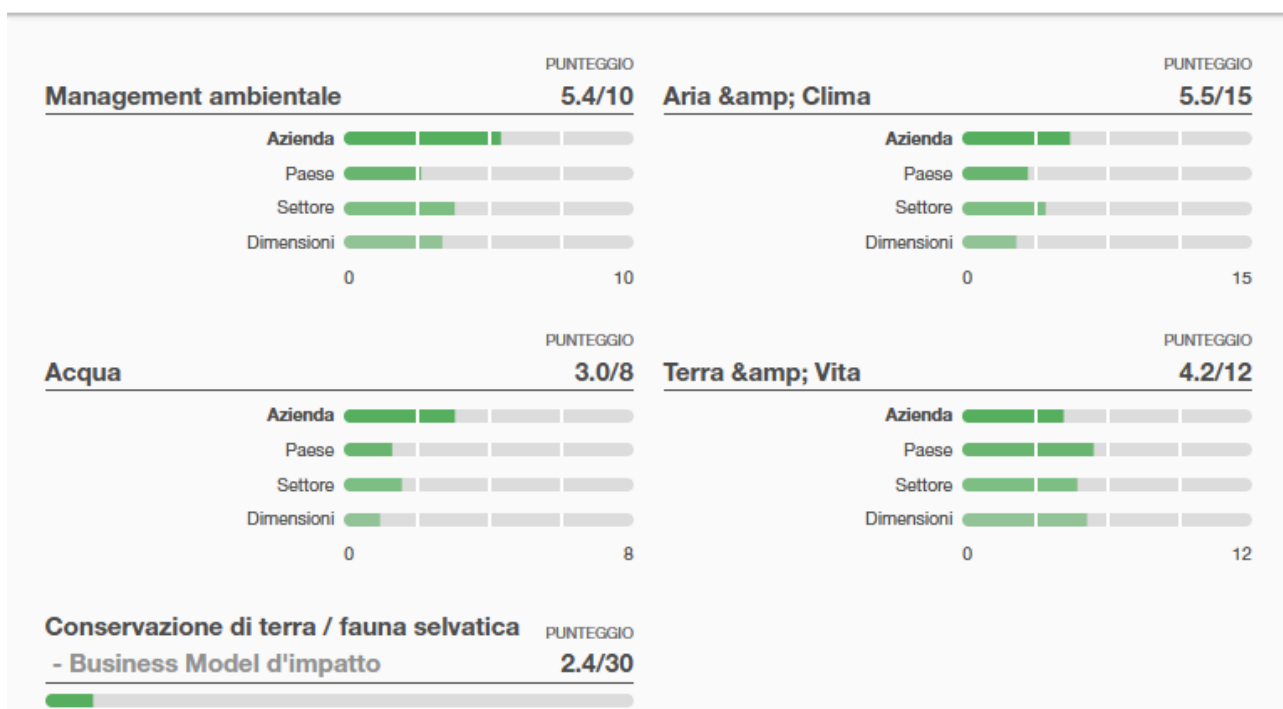 PUNTEGGIO
Management ambientale 5.4/10
Azienda
Paese
Settore
Dimensioni
0 10
PUNTEGGIO
Aria &amp; Clima 5.5/15
Azienda
Paese
Settore
Dimensioni
0 15
PUNTEGGIO
Acqua 3.0/8
Azienda
Paese
Settore
Dimensioni
0 8
PUNTEGGIO
Terra &amp; Vita 4.2/12
Azienda
Paese
Settore
Dimensioni
0 12
Conservazione di terra / fauna selvatica PUNTEGGIO
- Business Model d'impatto 2.4/30